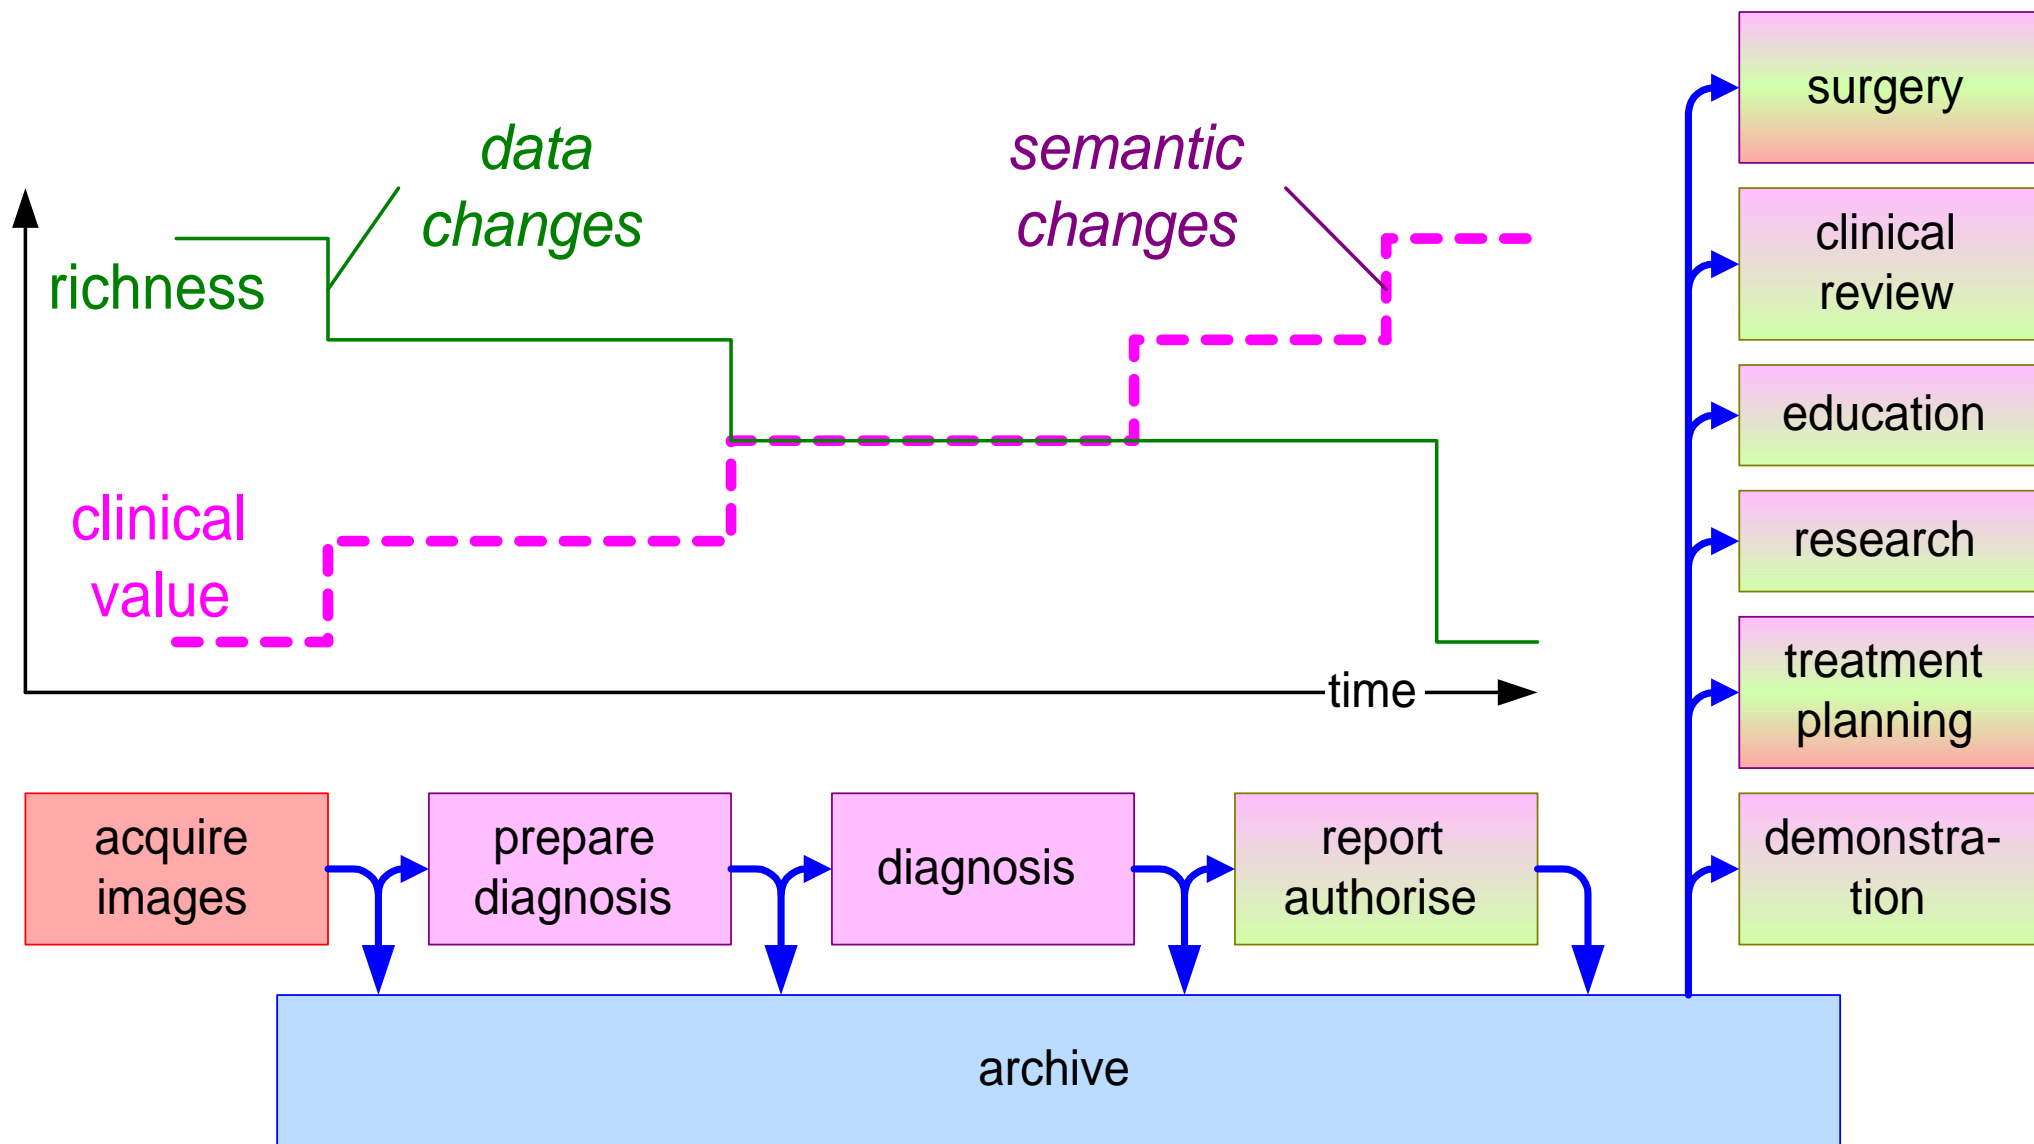 data
changes
semantic
changes
richness
clinical
value
time
acquire
images
prepare
diagnosis
diagnosis
report
authorise
archive
surgery
clinical
review
education
research
treatment
planning
demonstra-
tion